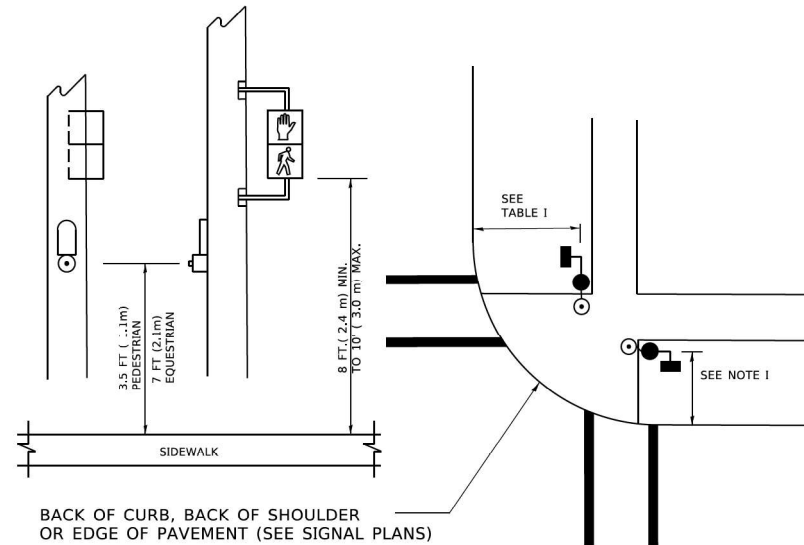 SEE
TABLE I
3.5 FT ( .1m)
PEDESTRIAN
7 FT (2.1m)
EQUESTRIAN
8 FT.( 2.4 m) MIN.
TO 10' ( 3.0 m) MAX.
SEE NOTE I
SIDEWALK
BACK OF CURB, BACK OF SHOULDER
OR EDGE OF PAVEMENT (SEE SIGNAL PLANS)